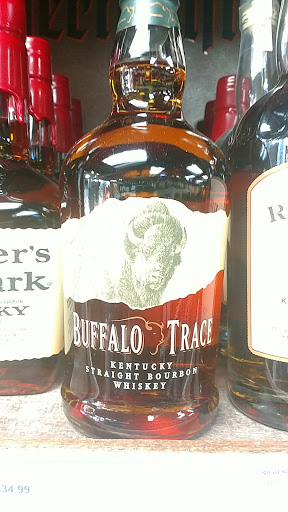 er's
ark
KY
BUFFALO TRACE
KENTUCKY
STRAIGHT BOURBON
WHISKEY
R
K
34.99